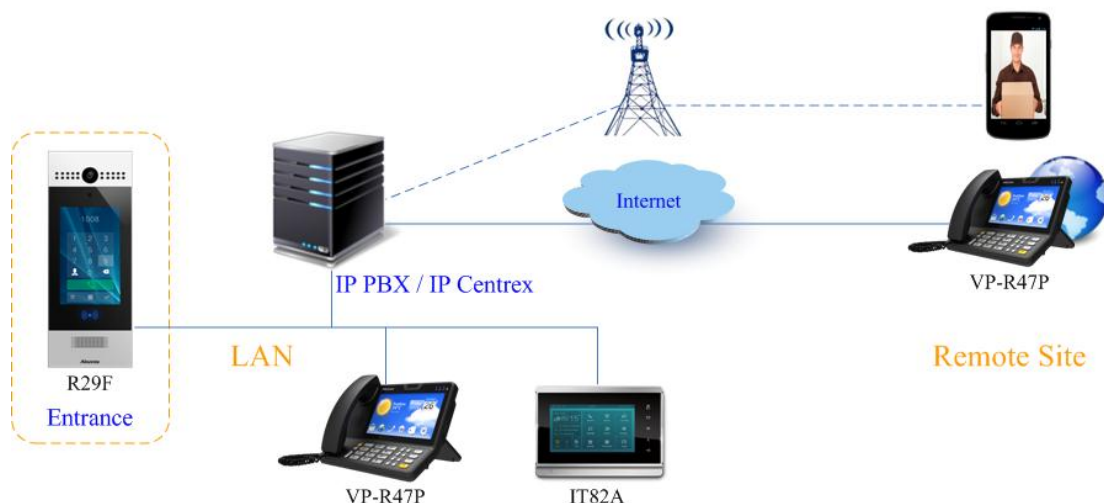 Internet
IP PBX / IP Centrex
VP-R47P
R29F
Entrance
LAN
Remote Site
VP-R47P
IT82A